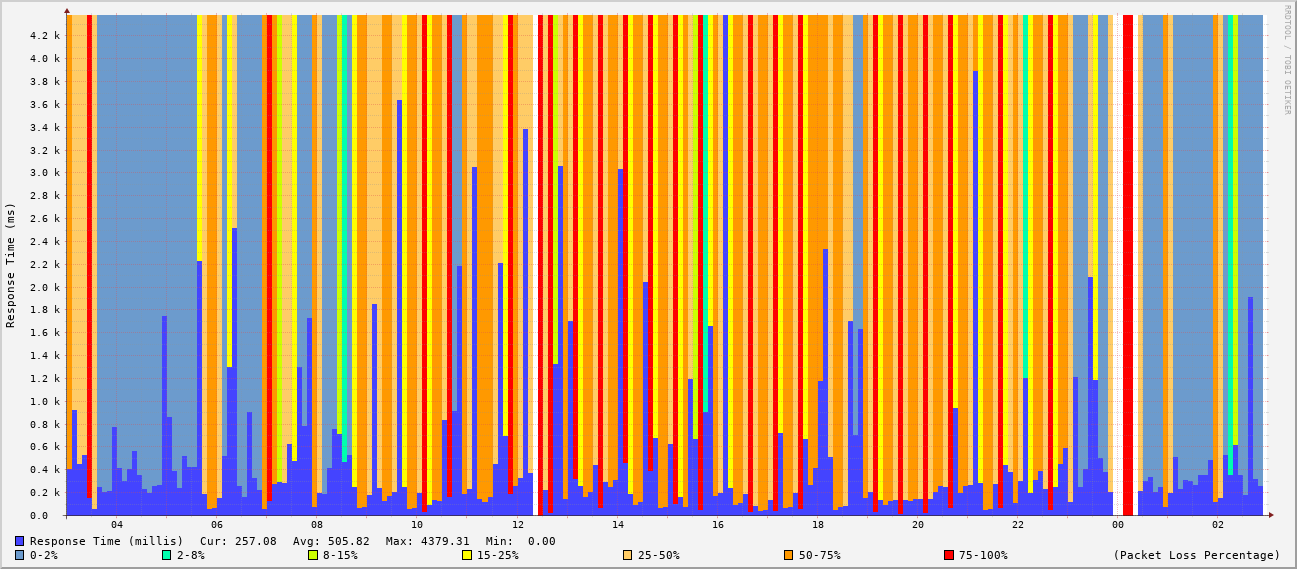 RRDTOOL / TOBI OETIKER
Response Time (ms)
4.2 k
4.0 k
3.8 k
3.6 k
3.4 k
3.2 k
3.0 k
2.8 k
2.6 k
2.4 k
2.2 k
2.0 k
1.8 k
1.6 k
1.4 k
1.2 k
1.0 k
0.8 k
0.6 k
0.4 k
0.2 k
0.0
04 06 08 10 12 14 16 18 20 22 00 02
Response Time (millis) Cur: 257.08 Avg: 505.82 Max: 4379.31 Min: 0.00
0-2% 2-8% 8-15% 15-25% 25-50% 50-75% 75-100% (Packet Loss Percentage)